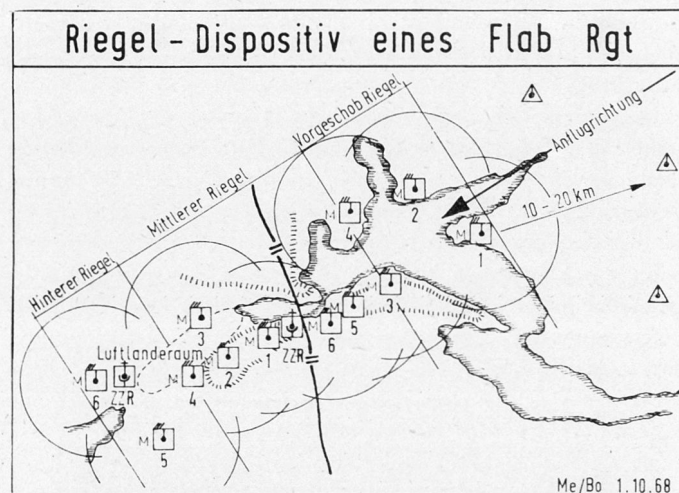 Riegel - Dispositiv eines Flab Rgt
Vorgeschob Riegel
Anflugrichtung
Mittlerer Riegel
10 - 20 km
Hinterer Riegel
M 2
M 4
M 1
M 3
M 5
M 6
ZZR
M 1
M 3
M 2
Luftlanderaum
M 4
ZZR
M 6
M 5
Me/Bo 1.10.68